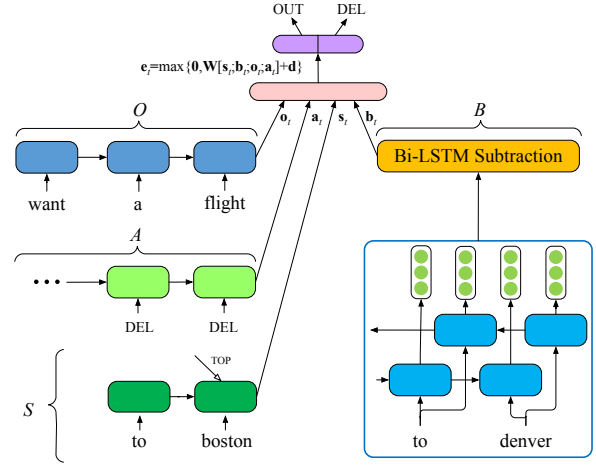 OUT DEL
e_t=max{0,W[s_t;b_t;o_t;a_t]+d}
o_t a_t s_t b_t
O
B
Bi-LSTM Subtraction
want a flight
A
•••
DEL DEL
TOP
S
to boston
to denver